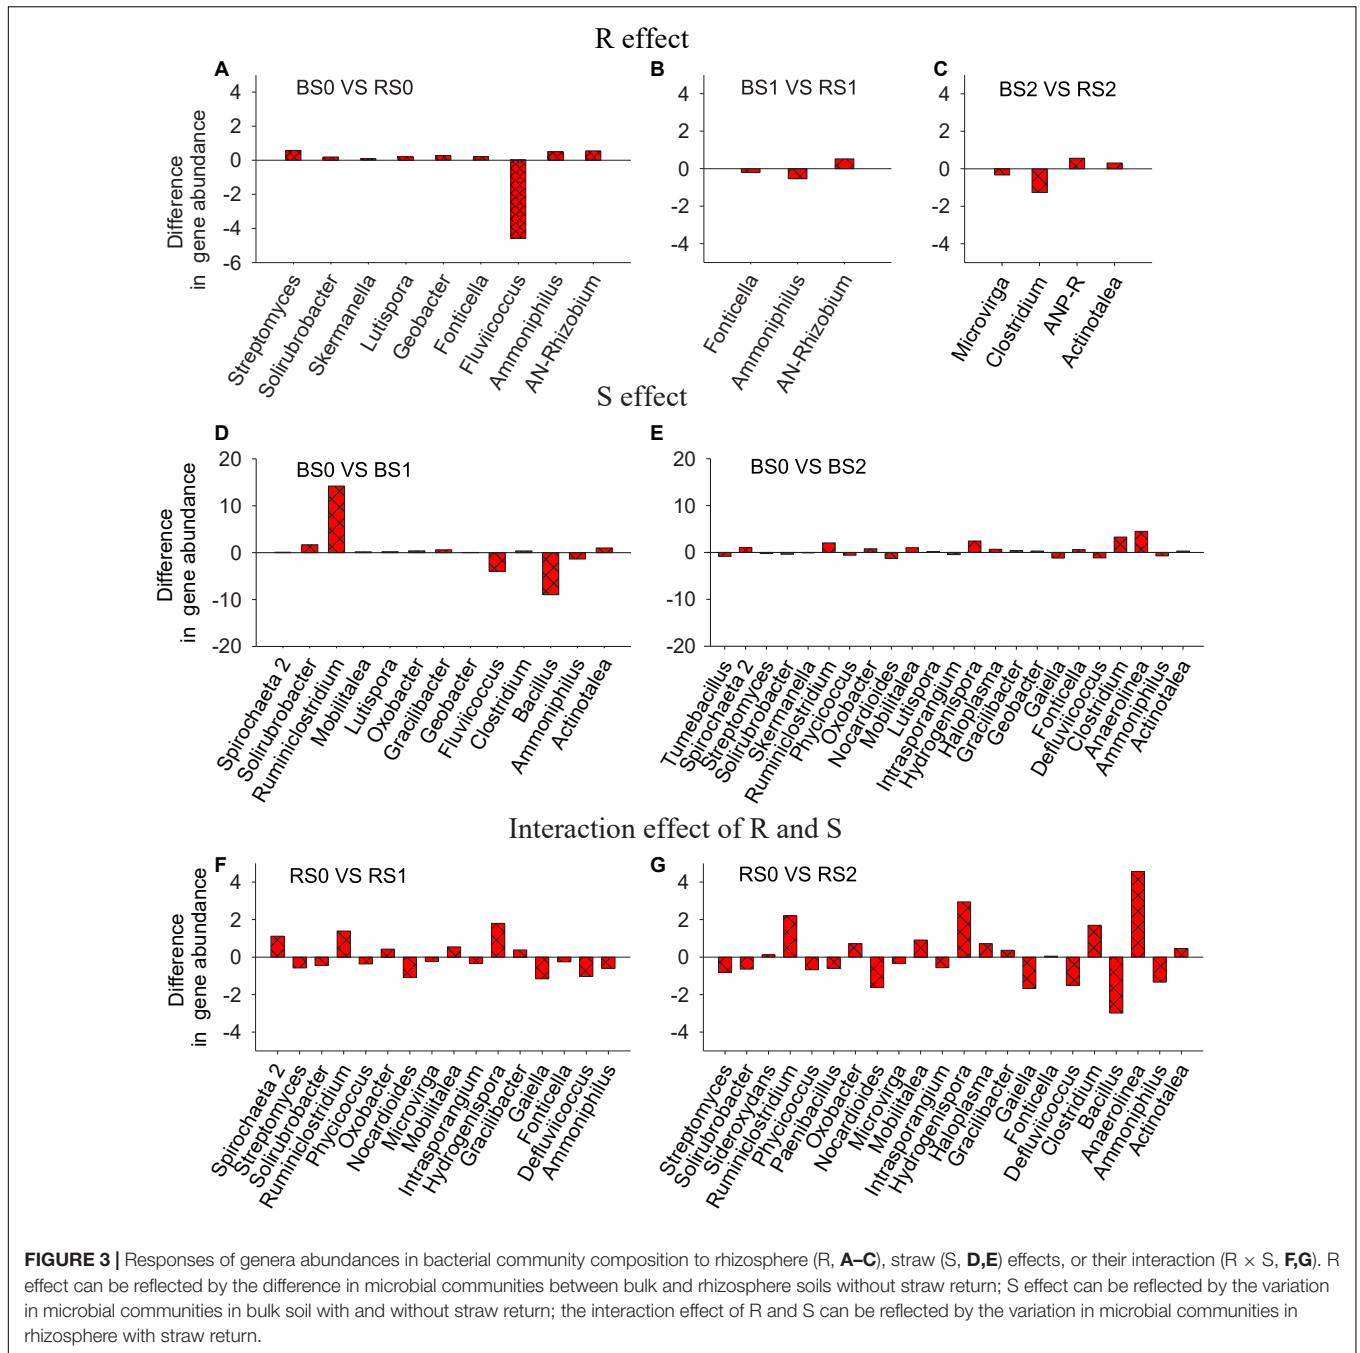 R effect
A
BS0 VS RS0
B
BS1 VS RS1
C
BS2 VS RS2
Difference
in gene abundance
4
2
0
-2
-4
-6
4
2
0
-2
-4
4
2
0
-2
-4
Streptomyces
Solirubrobacter
Skermanella
Lutispora
Geobacter
Fonticella
Fluviicoccus
Ammoniphilus
AN-Rhizobium
Fonticella
Ammoniphilus
AN-Rhizobium
Microvirga
Clostridium
ANP-R
Actinotalea
S effect
D
BS0 VS BS1
E
BS0 VS BS2
Difference
in gene abundance
20
10
0
-10
-20
20
10
0
-10
-20
Spirochaeta 2
Solirubrobacter
Ruminiclostridium
Mobilitalea
Lutispora
Oxobacter
Gracilibacter
Geobacter
Fluviicoccus
Clostridium
Bacillus
Ammoniphilus
Actinotalea
Tumebacillus
Spirochaeta 2
Streptomyces
Solirubrobacter
Skermanella
Ruminiclostridium
Phycicoccus
Oxobacter
Nocardioides
Mobilitalea
Lutispora
Intrasporangium
Hydrogenispora
Haloplasma
Gracilibacter
Geobacter
Gaiella
Fonticella
Defluviicoccus
Clostridium
Anaerolinea
Ammoniphilus
Actinotalea
Interaction effect of R and S
F
RS0 VS RS1
G
RS0 VS RS2
Difference
in gene abundance
4
2
0
-2
-4
4
2
0
-2
-4
Spirochaeta 2
Streptomyces
Solirubrobacter
Ruminiclostridium
Phycicoccus
Oxobacter
Nocardioides
Microvirga
Mobilitalea
Intrasporangium
Hydrogenispora
Gracilibacter
Gaiella
Fonticella
Defluviicoccus
Ammoniphilus
Streptomyces
Solirubrobacter
Sideroxydans
Ruminiclostridium
Phycicoccus
Paenibacillus
Oxobacter
Nocardioides
Microvirga
Mobilitalea
Intrasporangium
Hydrogenispora
Haloplasma
Gracilibacter
Gaiella
Fonticella
Defluviicoccus
Clostridium
Bacillus
Anaerolinea
Ammoniphilus
Actinotalea
FIGURE 3 | Responses of genera abundances in bacterial community composition to rhizosphere (R, A–C), straw (S, D,E) effects, or their interaction (R × S, F,G). R
effect can be reflected by the difference in microbial communities between bulk and rhizosphere soils without straw return; S effect can be reflected by the variation
in microbial communities in bulk soil with and without straw return; the interaction effect of R and S can be reflected by the variation in microbial communities in
rhizosphere with straw return.